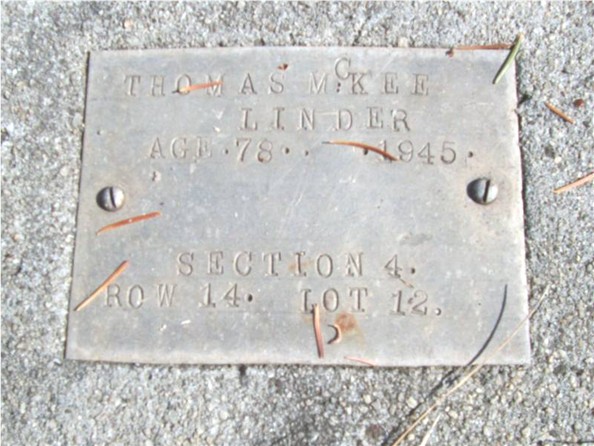 THOMAS McKEE
LINDER
AGE·78··  ··1945.
SECTION 4.
ROW 14· LOT 12.